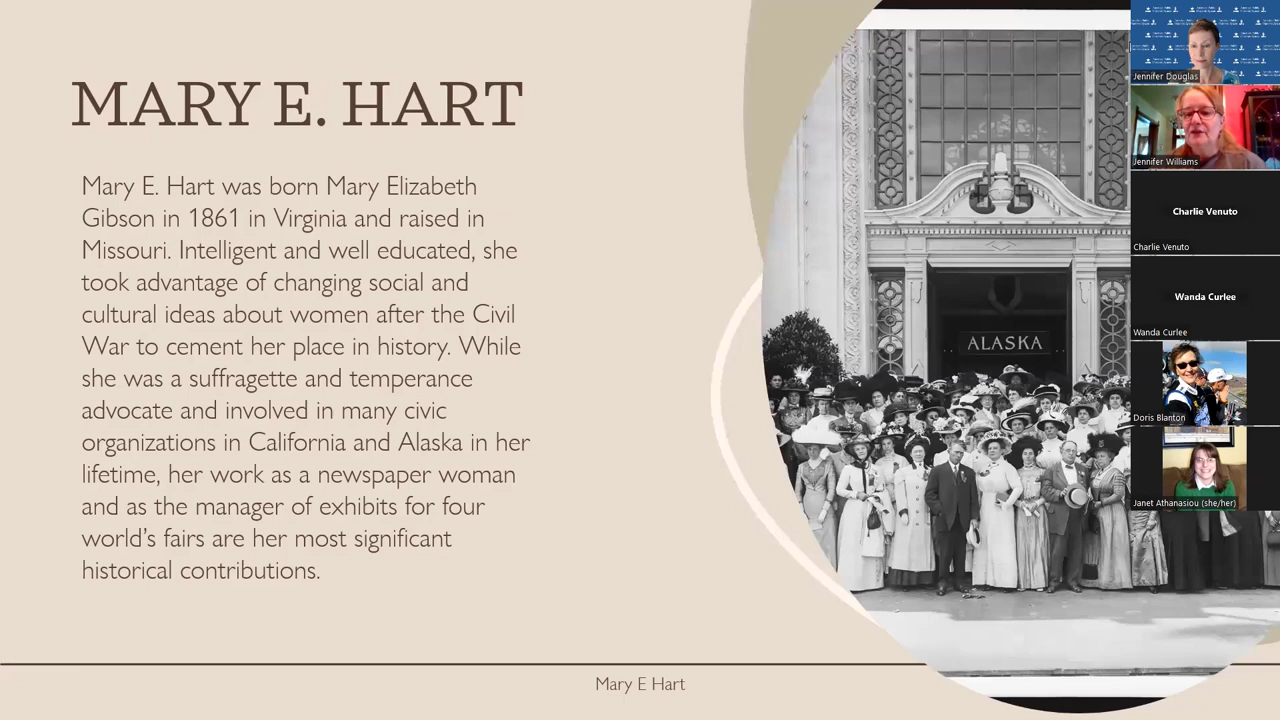 MARY E. HART
Mary E. Hart was born Mary Elizabeth
Gibson in 1861 in Virginia and raised in
Missouri. Intelligent and well educated, she
took advantage of changing social and
cultural ideas about women after the Civil
War to cement her place in history. While
she was a suffragette and temperance
advocate and involved in many civic
organizations in California and Alaska in her
lifetime, her work as a newspaper woman
and as the manager of exhibits for four
world’s fairs are her most significant
historical contributions.
Mary E Hart
ALASKA
Jennifer Douglas
Jennifer Williams
Charlie Venuto
Charlie Venuto
Wanda Curlee
Wanda Curlee
Doris Blanton
Janet Athanasiou (she/her)